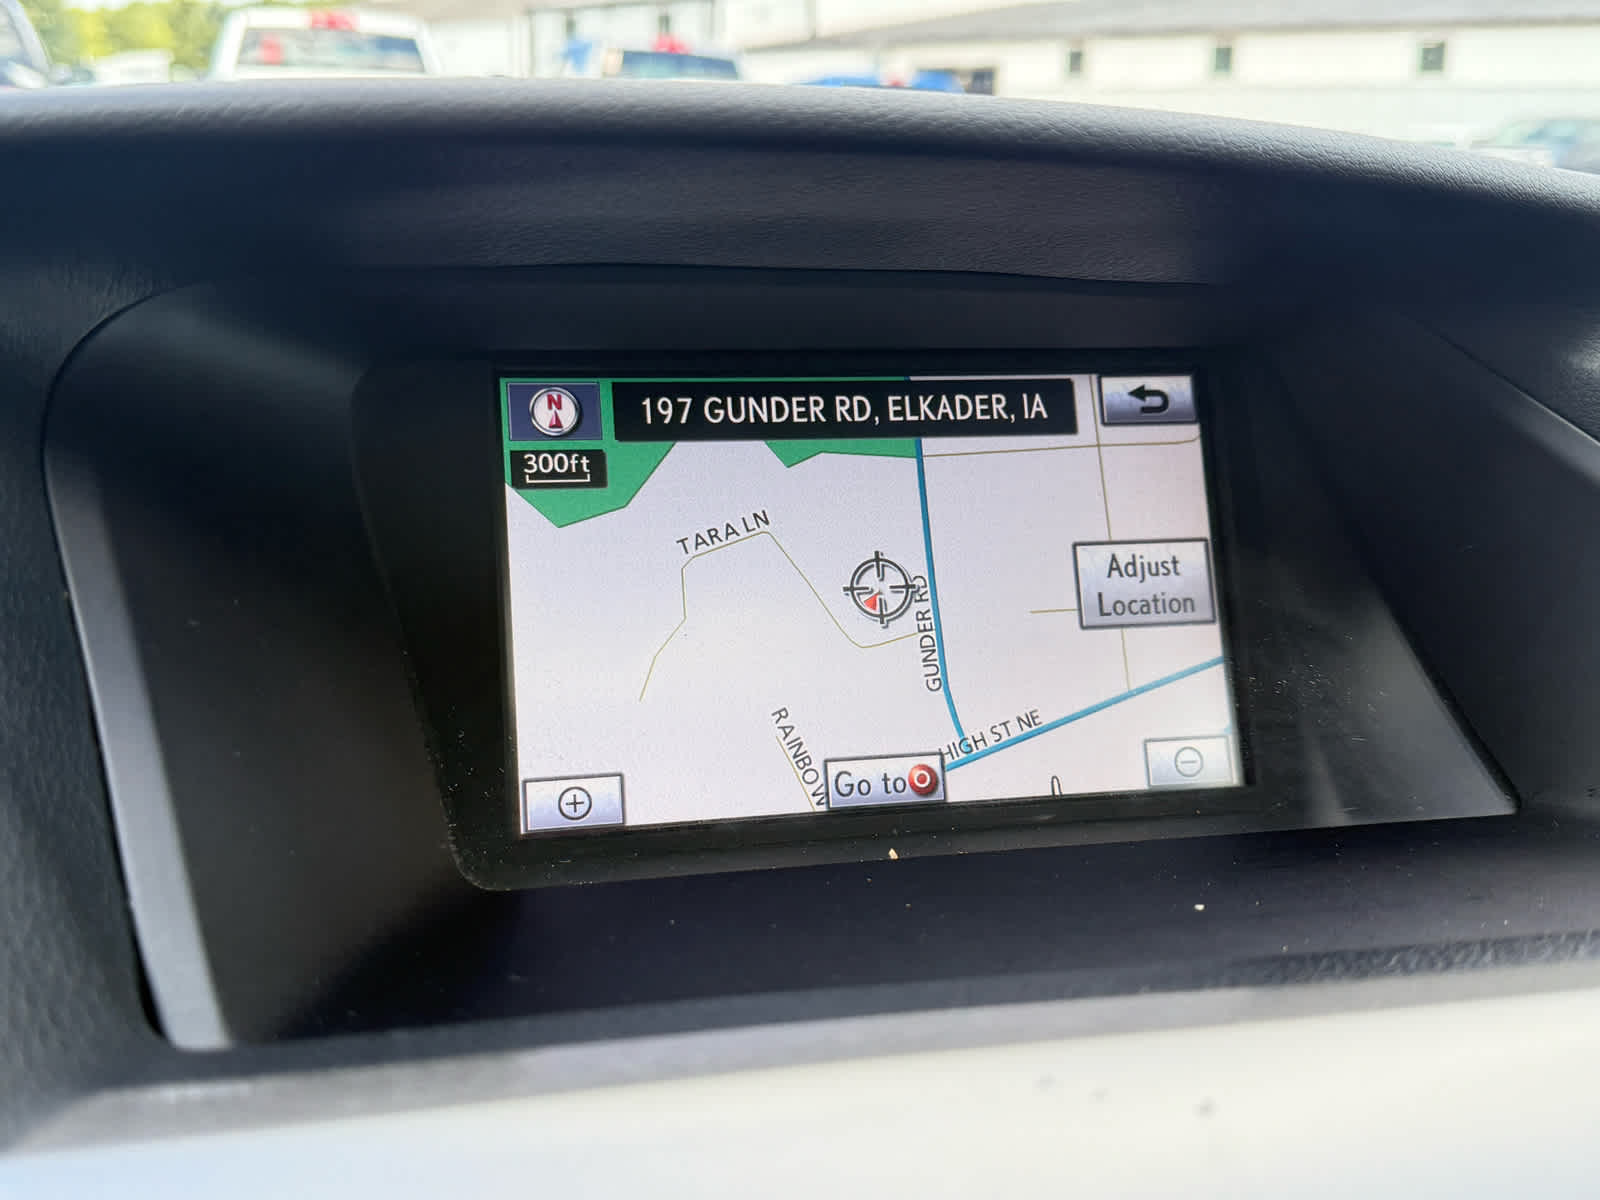 N
197 GUNDER RD, ELKADER, IA
300ft
TARA LN
GUNDER RD
Adjust
Location
HIGH ST NE
RAINBOW
Go to